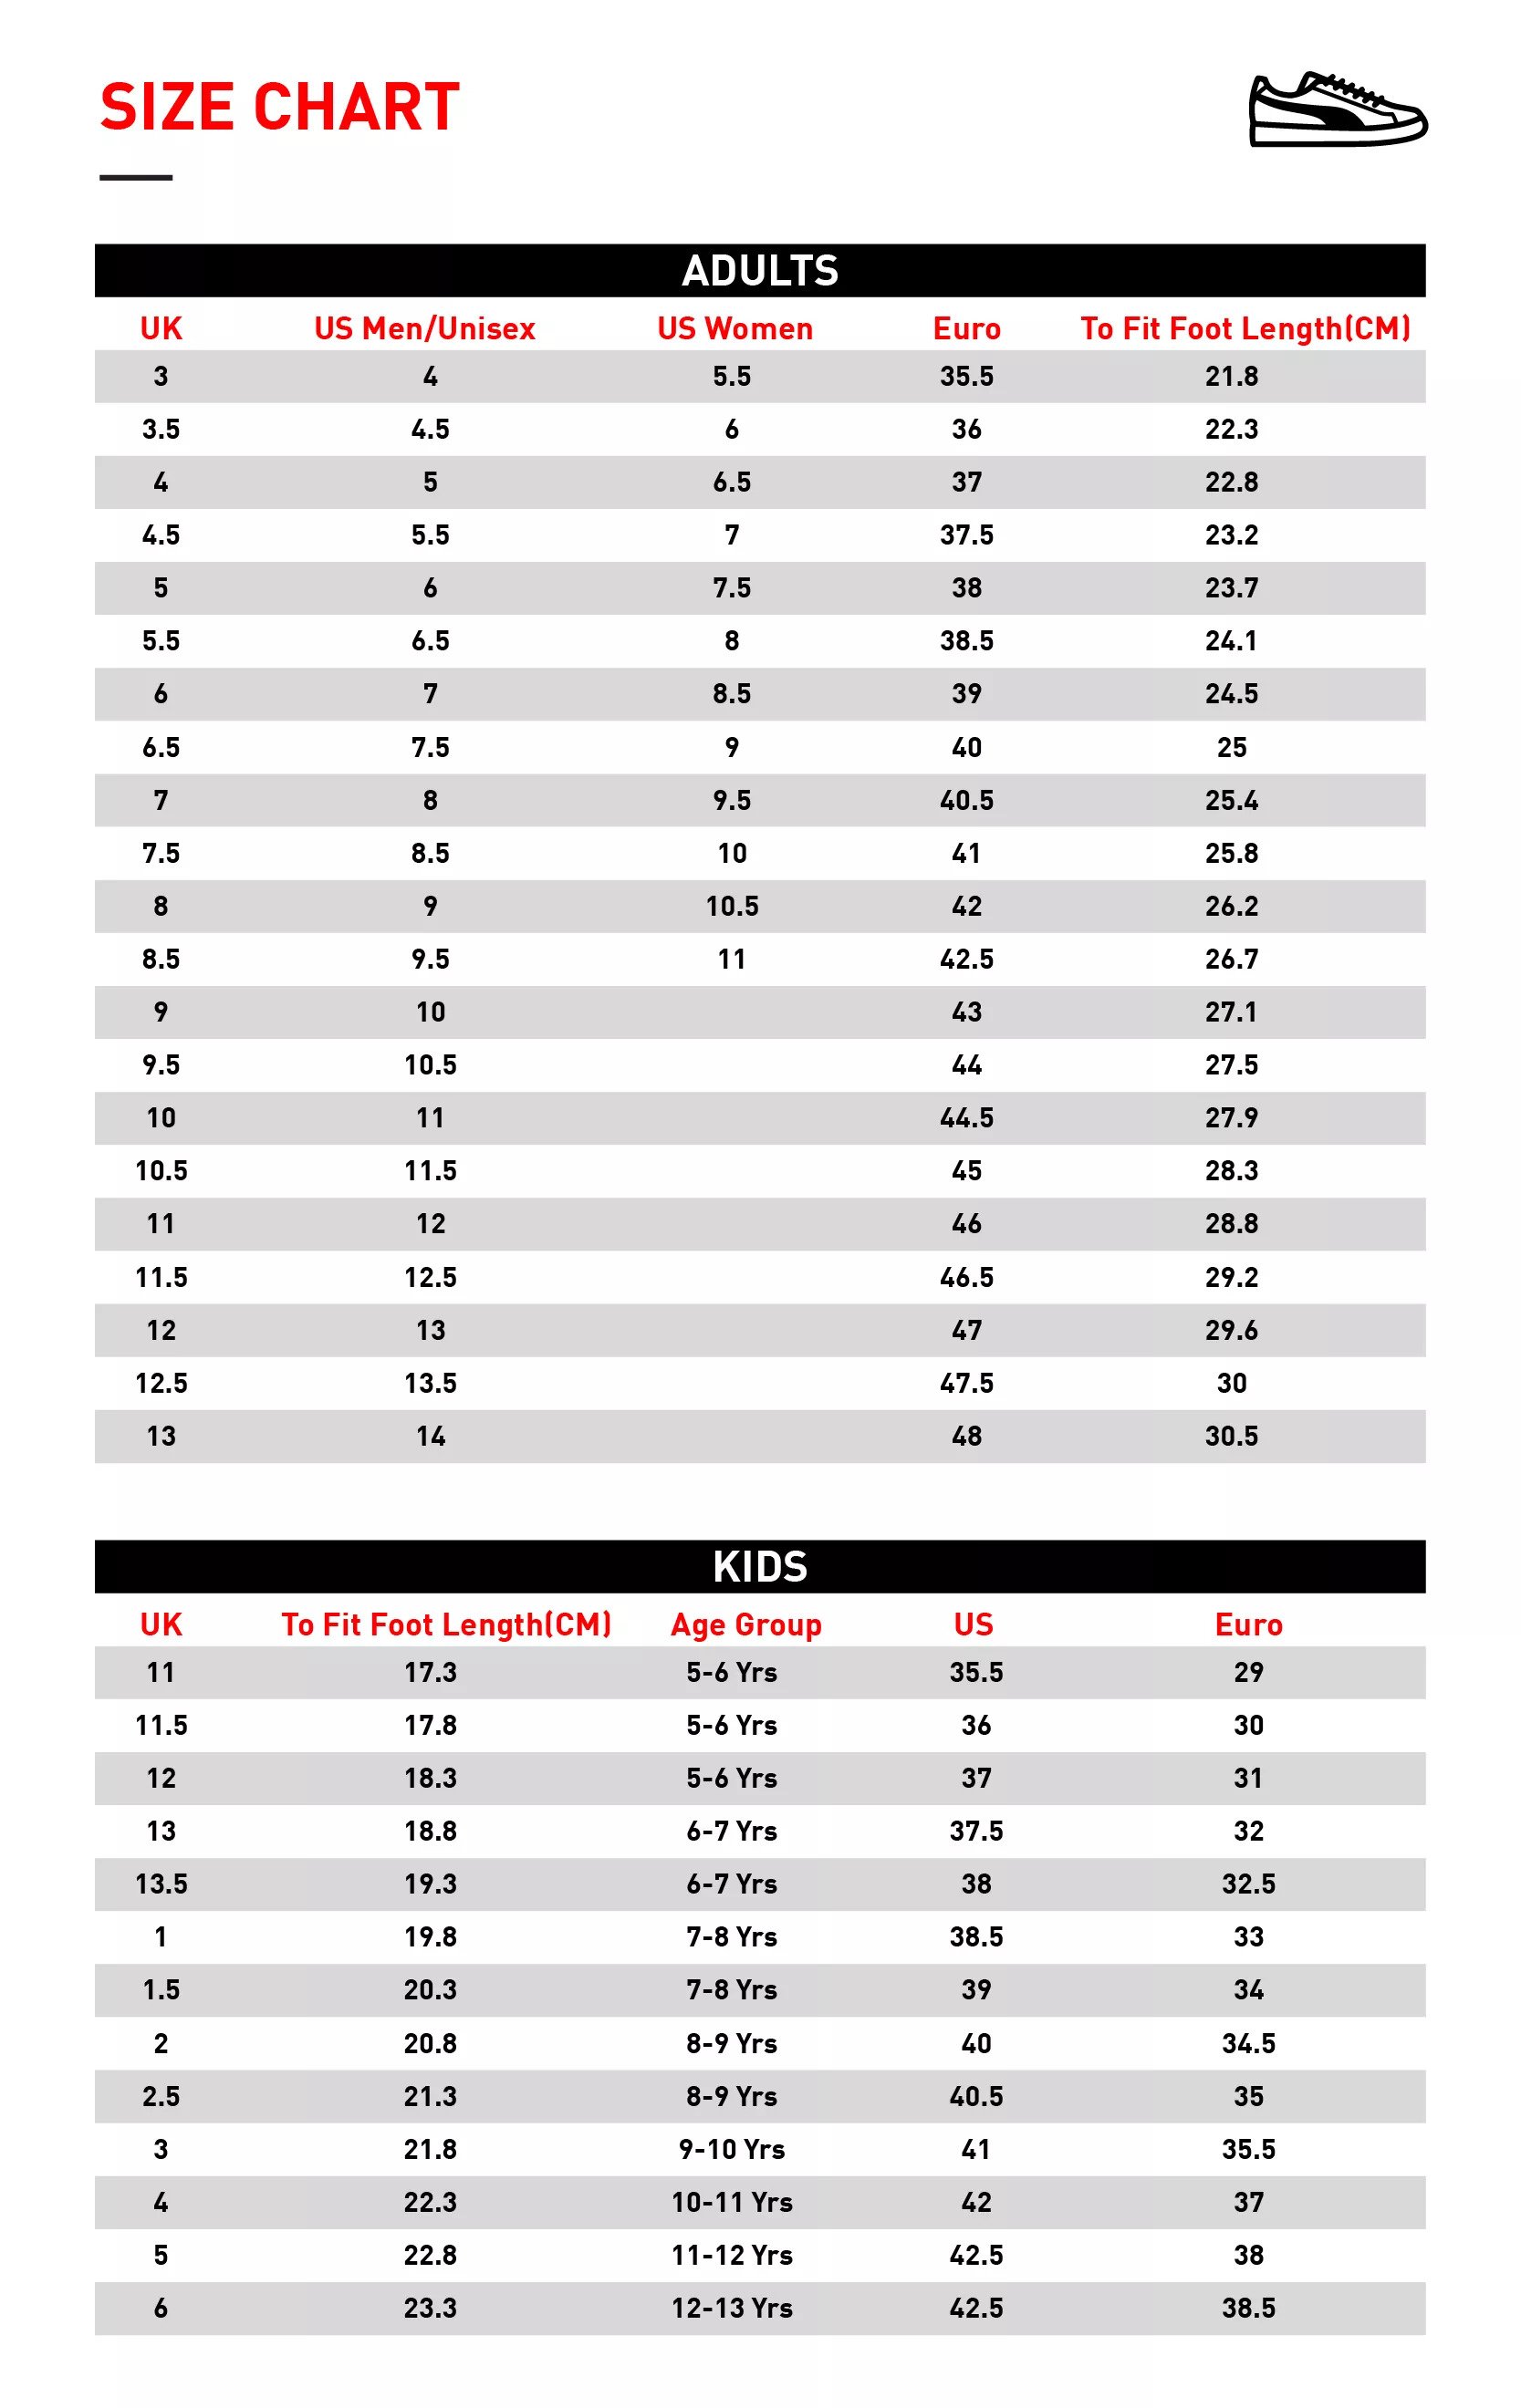 SIZE CHART
ADULTS
UK US Men/Unisex US Women Euro To Fit Foot Length(CM)
3 4 5.5 35.5 21.8
3.5 4.5 6 36 22.3
4 5 6.5 37 22.8
4.5 5.5 7 37.5 23.2
5 6 7.5 38 23.7
5.5 6.5 8 38.5 24.1
6 7 8.5 39 24.5
6.5 7.5 9 40 25
7 8 9.5 40.5 25.4
7.5 8.5 10 41 25.8
8 9 10.5 42 26.2
8.5 9.5 11 42.5 26.7
9 10 43 27.1
9.5 10.5 44 27.5
10 11 44.5 27.9
10.5 11.5 45 28.3
11 12 46 28.8
11.5 12.5 46.5 29.2
12 13 47 29.6
12.5 13.5 47.5 30
13 14 48 30.5
KIDS
UK To Fit Foot Length(CM) Age Group US Euro
11 17.3 5-6 Yrs 35.5 29
11.5 17.8 5-6 Yrs 36 30
12 18.3 5-6 Yrs 37 31
13 18.8 6-7 Yrs 37.5 32
13.5 19.3 6-7 Yrs 38 32.5
1 19.8 7-8 Yrs 38.5 33
1.5 20.3 7-8 Yrs 39 34
2 20.8 8-9 Yrs 40 34.5
2.5 21.3 8-9 Yrs 40.5 35
3 21.8 9-10 Yrs 41 35.5
4 22.3 10-11 Yrs 42 37
5 22.8 11-12 Yrs 42.5 38
6 23.3 12-13 Yrs 42.5 38.5